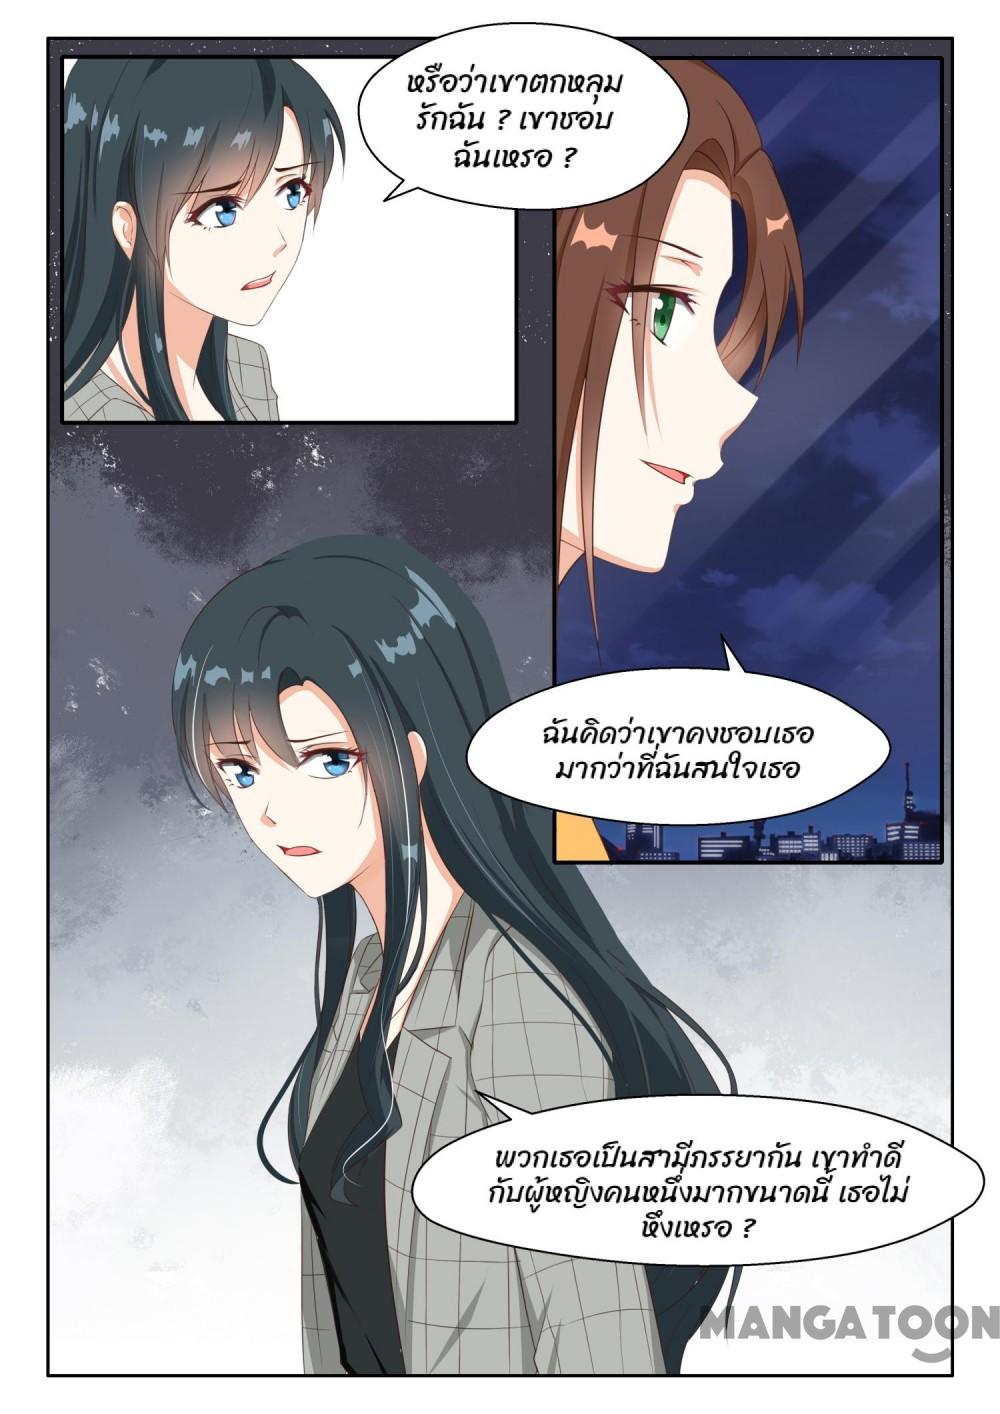 หรือว่าเขาตกหลุม
รักฉัน ? เขาชอบ
ฉันเหรอ ?
ฉันคิดว่าเขาคงชอบเธอ
มากว่าที่ฉันสนใจเธอ
พวกเธอเป็นสามีภรรยากัน เขาทำดี
กับผู้หญิงคนหนึ่งมากขนาดนี้ เธอไม่
หึงเหรอ ?
MANGATOON